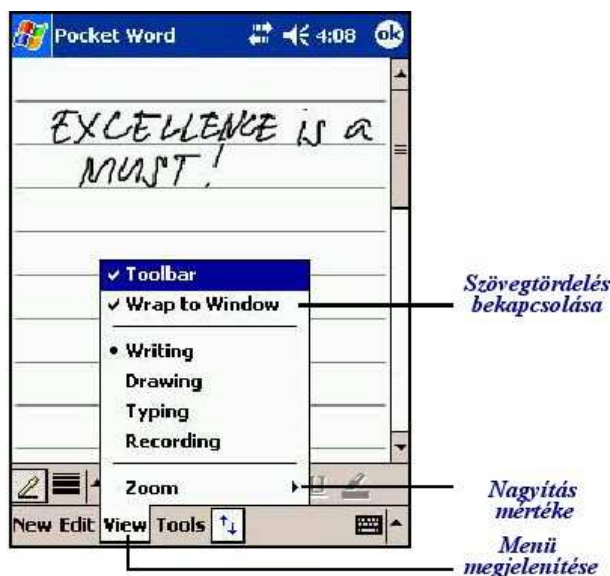 Pocket Word 4:08 ok
EXCELLENCE is a
MUST!
Toolbar
Wrap to Window
Writing
Drawing
Typing
Recording
Zoom
New Edit View Tools
Szövegtördelés
bekapcsolása
Nagyítás
mértéke
Menü
megjelenítése